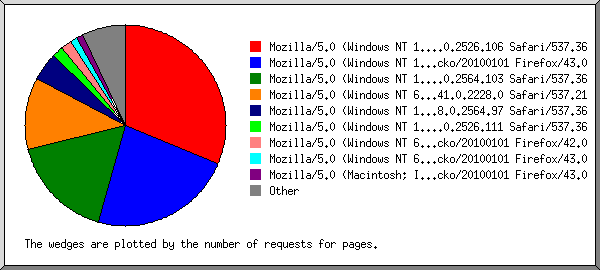 Mozilla/5.0 (Windows NT 1....0.2526.106 Safari/537.36
Mozilla/5.0 (Windows NT 1...cko/20100101 Firefox/43.0
Mozilla/5.0 (Windows NT 1....0.2564.103 Safari/537.36
Mozilla/5.0 (Windows NT 6...41.0.2228.0 Safari/537.21
Mozilla/5.0 (Windows NT 1...8.0.2564.97 Safari/537.36
Mozilla/5.0 (Windows NT 1....0.2526.111 Safari/537.36
Mozilla/5.0 (Windows NT 6...cko/20100101 Firefox/42.0
Mozilla/5.0 (Windows NT 6...cko/20100101 Firefox/43.0
Mozilla/5.0 (Macintosh; I...cko/20100101 Firefox/43.0
Other
The wedges are plotted by the number of requests for pages.